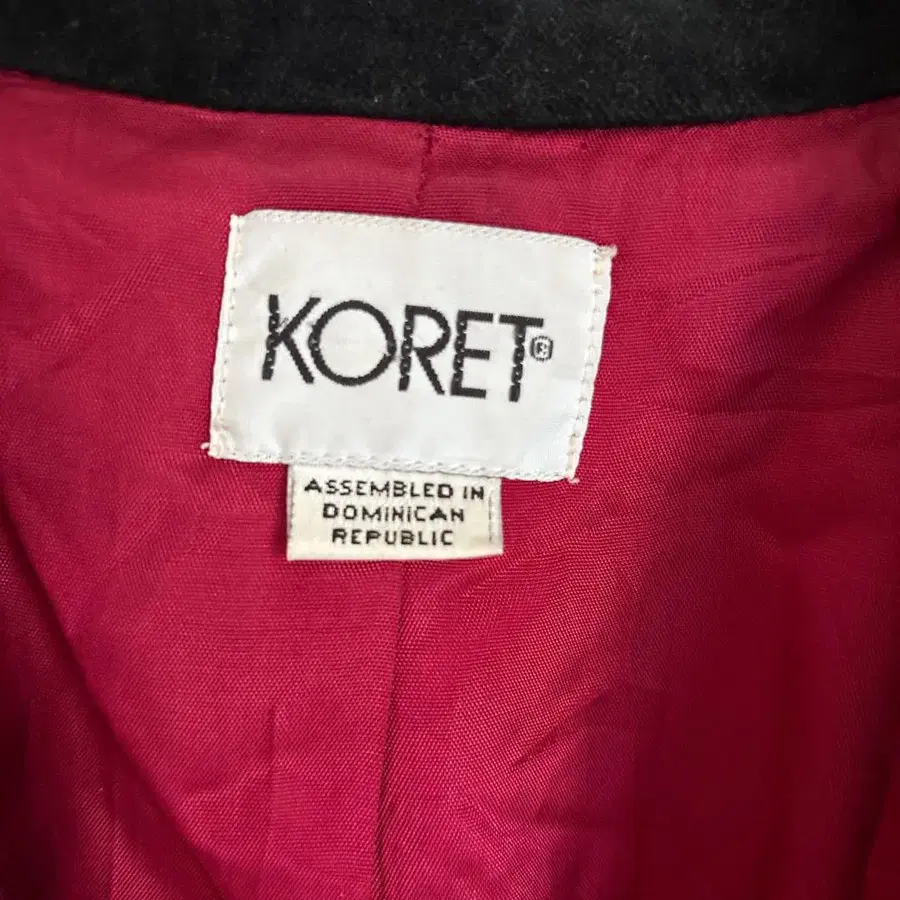 KORET®
ASSEMBLED IN
DOMINICAN
REPUBLIC